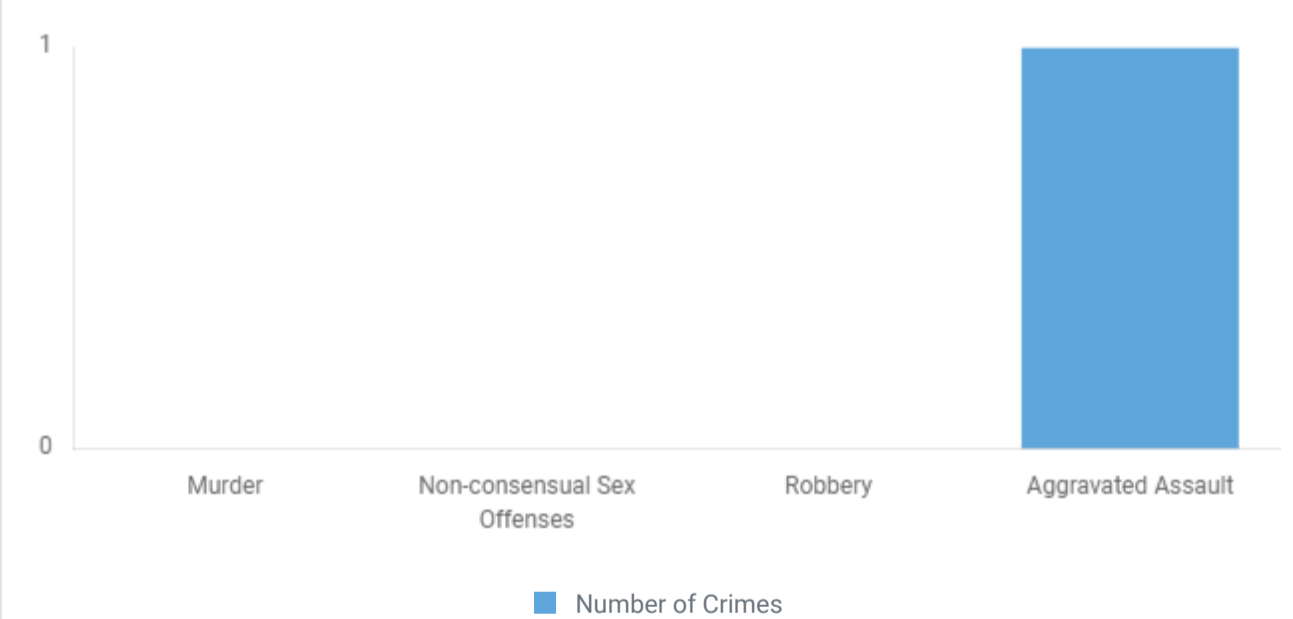 1
0
Murder
Non-consensual Sex
Offenses
Robbery
Aggravated Assault
Number of Crimes